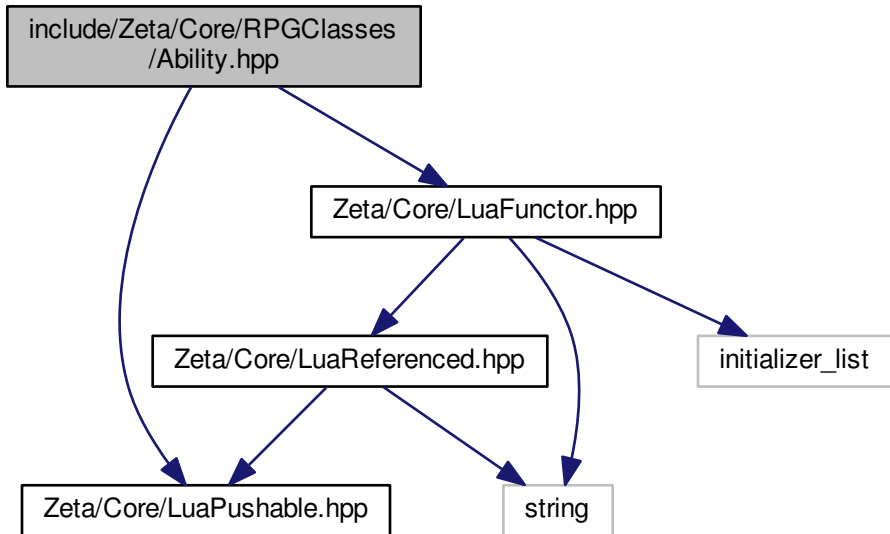 include/Zeta/Core/RPGClasses
/Ability.hpp
Zeta/Core/LuaFunctor.hpp
Zeta/Core/LuaReferenced.hpp
initializer_list
Zeta/Core/LuaPushable.hpp
string